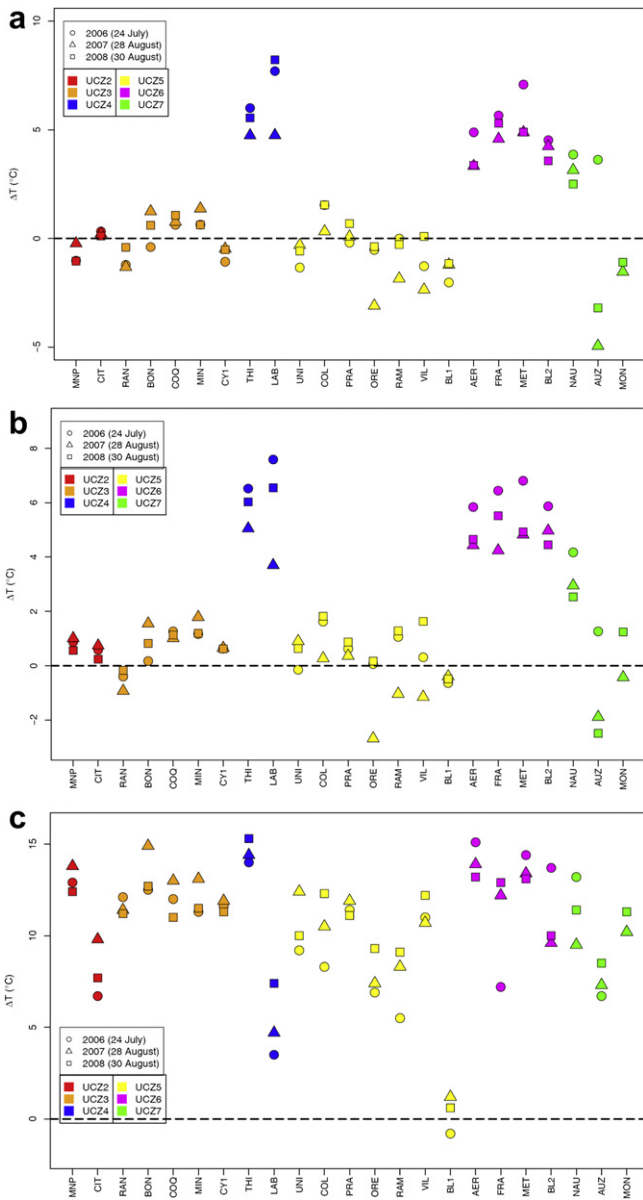 a
10
5
0
−5
ΔT (°C)
2006 (24 July)
2007 (28 August)
2008 (30 August)
UCZ2 UCZ5
UCZ3 UCZ6
UCZ4 UCZ7
MNP CIT RAN BON COQ MIN CY1 THI LAB UNI COL PRA ORE RAM VIL BL1 AER FRA MET BL2 NAU AUZ MON
b
8
6
4
2
0
−2
ΔT (°C)
2006 (24 July)
2007 (28 August)
2008 (30 August)
UCZ2 UCZ5
UCZ3 UCZ6
UCZ4 UCZ7
MNP CIT RAN BON COQ MIN CY1 THI LAB UNI COL PRA ORE RAM VIL BL1 AER FRA MET BL2 NAU AUZ MON
c
15
10
5
0
ΔT (°C)
2006 (24 July)
2007 (28 August)
2008 (30 August)
UCZ2 UCZ5
UCZ3 UCZ6
UCZ4 UCZ7
MNP CIT RAN BON COQ MIN CY1 THI LAB UNI COL PRA ORE RAM VIL BL1 AER FRA MET BL2 NAU AUZ MON